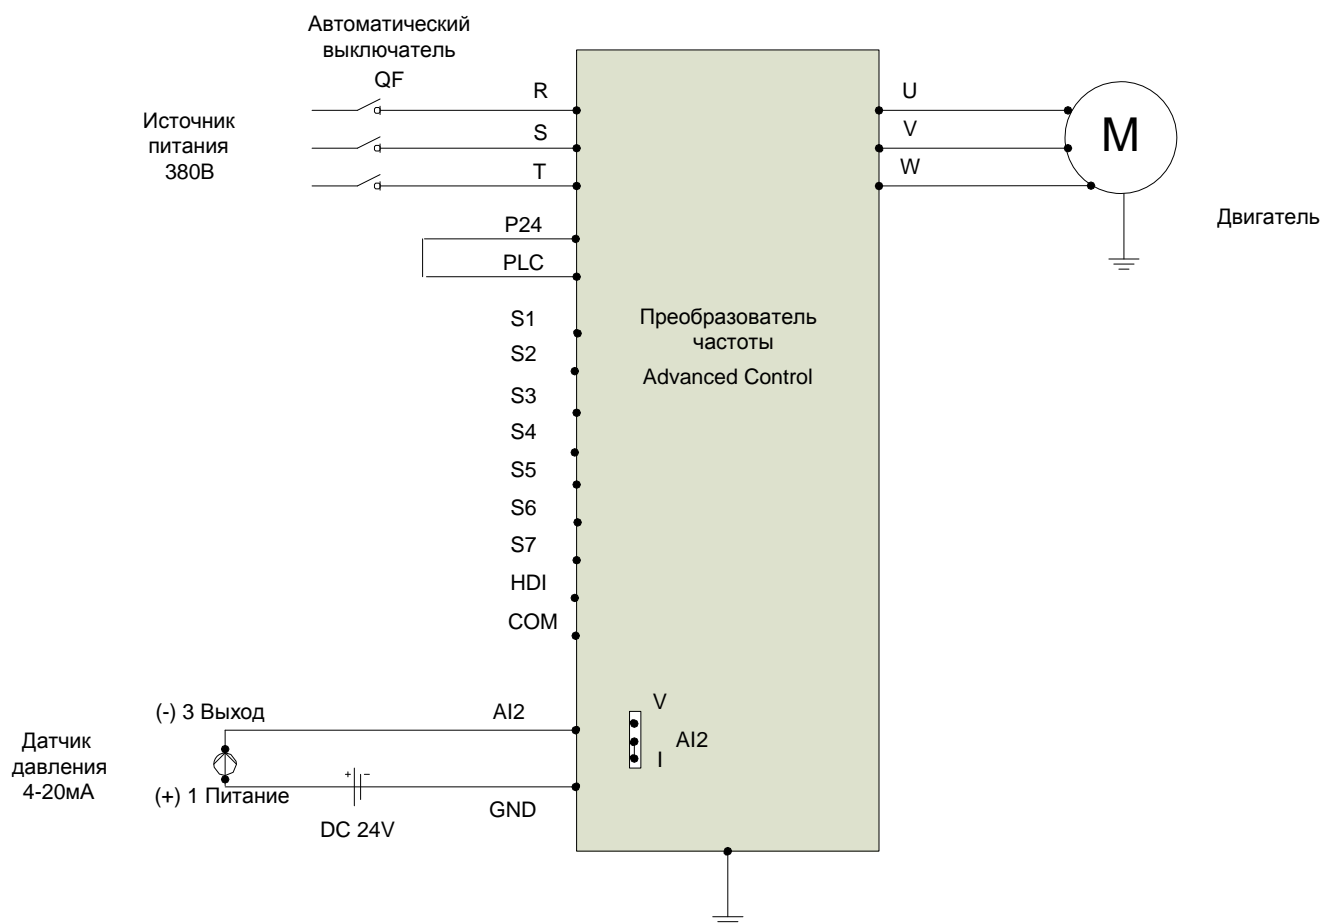 Автоматический
выключатель
QF
Источник
питания
380В
R
S
T
U
V
W
M
Двигатель
P24
PLC
S1
S2
S3
S4
S5
S6
S7
HDI
COM
Преобразователь
частоты
Advanced Control
(-) 3 Выход
AI2
V
AI2
I
Датчик
давления
4-20мА
(+) 1 Питание
+ −
DC 24V
GND